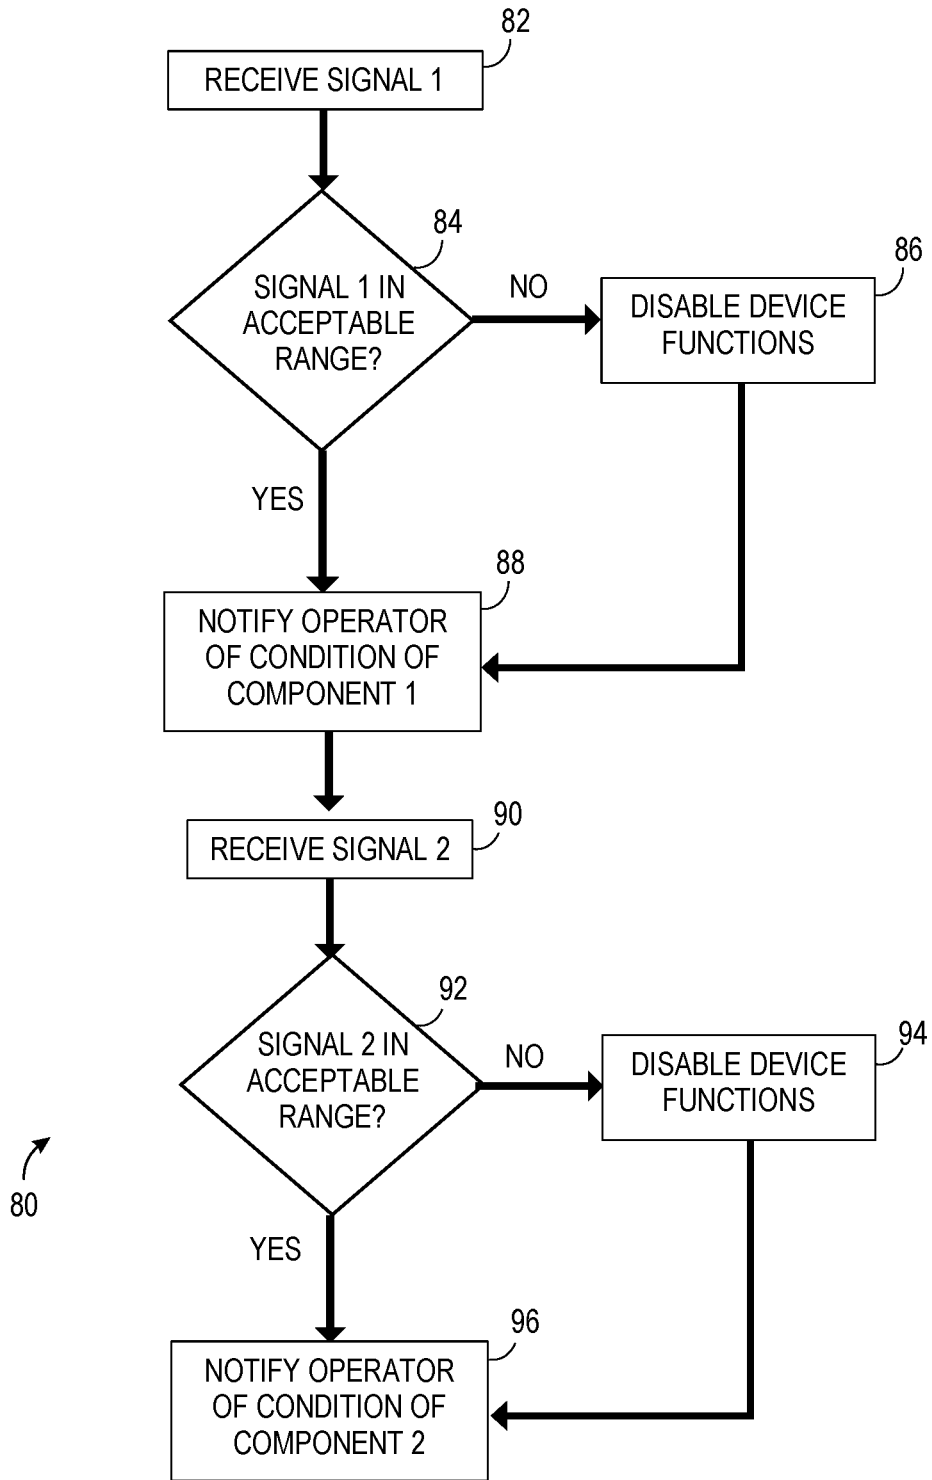 82
RECEIVE SIGNAL 1
84
SIGNAL 1 IN
ACCEPTABLE
RANGE?
NO
86
DISABLE DEVICE
FUNCTIONS
YES
88
NOTIFY OPERATOR
OF CONDITION OF
COMPONENT 1
90
RECEIVE SIGNAL 2
92
SIGNAL 2 IN
ACCEPTABLE
RANGE?
NO
94
DISABLE DEVICE
FUNCTIONS
80
YES
96
NOTIFY OPERATOR
OF CONDITION OF
COMPONENT 2